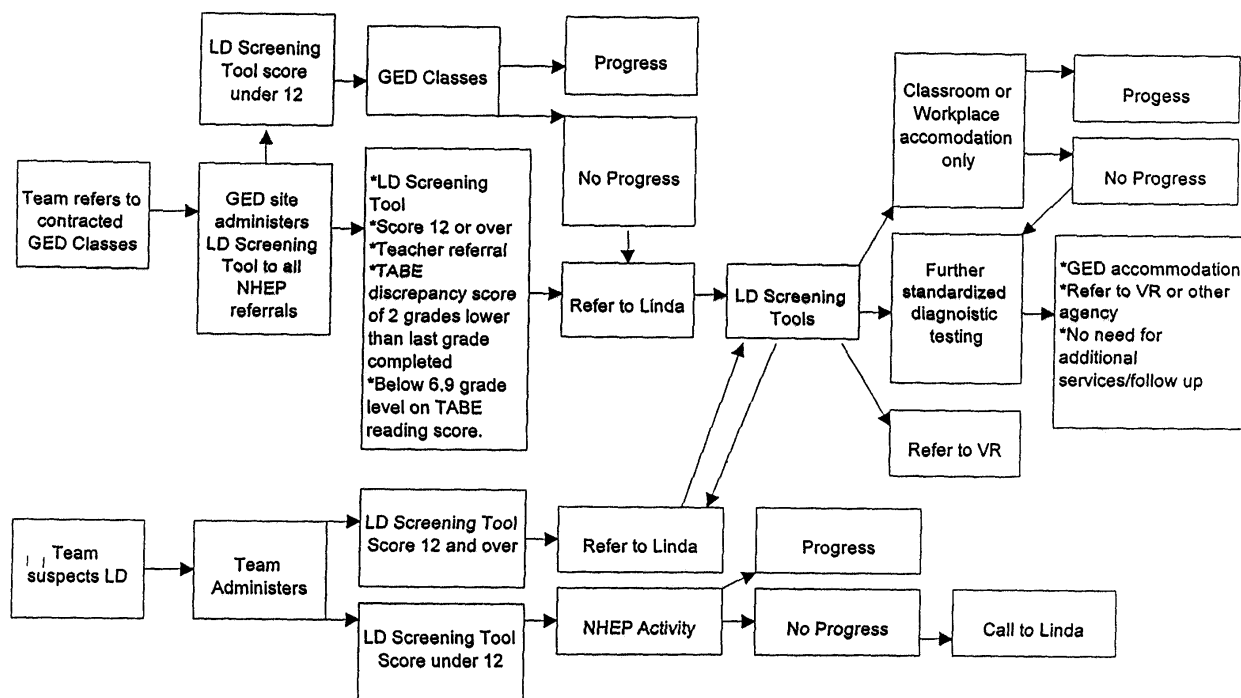 LD Screening
Tool score
under 12
GED Classes
Progress
No Progress
Team refers to
contracted
GED Classes
GED site
administers
LD Screening
Tool to all
NHEP
referrals
*LD Screening
Tool
*Score 12 or over
*Teacher referral
*TABE
discrepancy score
of 2 grades lower
than last grade
completed
*Below 6.9 grade
level on TABE
reading score.
Refer to Linda
LD Screening
Tools
Classroom or
Workplace
accomodation
only
Progess
No Progress
Further
standardized
diagnostic
testing
*GED accommodation
*Refer to VR or other
agency
*No need for
additional
services/follow up
Refer to VR
Team
suspects LD
Team
Administers
LD Screening Tool
Score 12 and over
Refer to Linda
LD Screening Tool
Score under 12
NHEP Activity
Progress
No Progress
Call to Linda